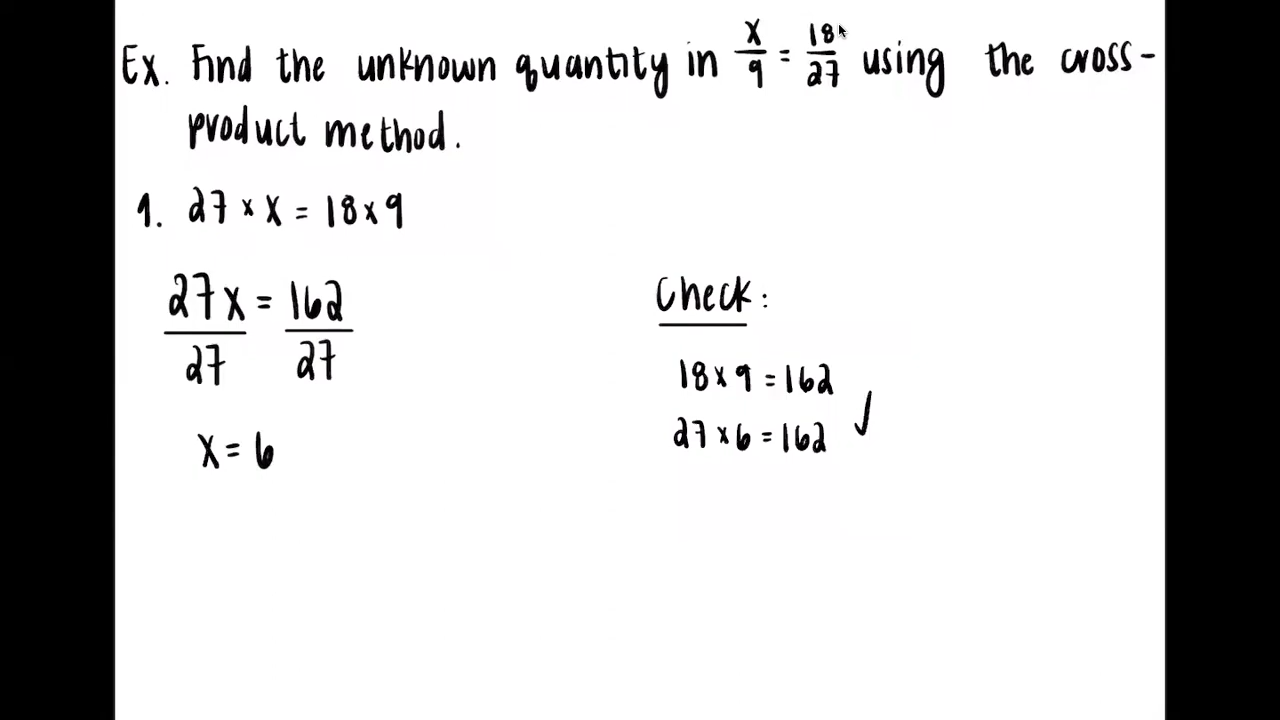 Ex. Find the unknown quantity in x/9 = 18/27 using the cross-
product method.
1. 27 × x = 18 × 9
27x/27 = 162/27
x = 6
Check:
18 × 9 = 162
27 × 6 = 162 ✓